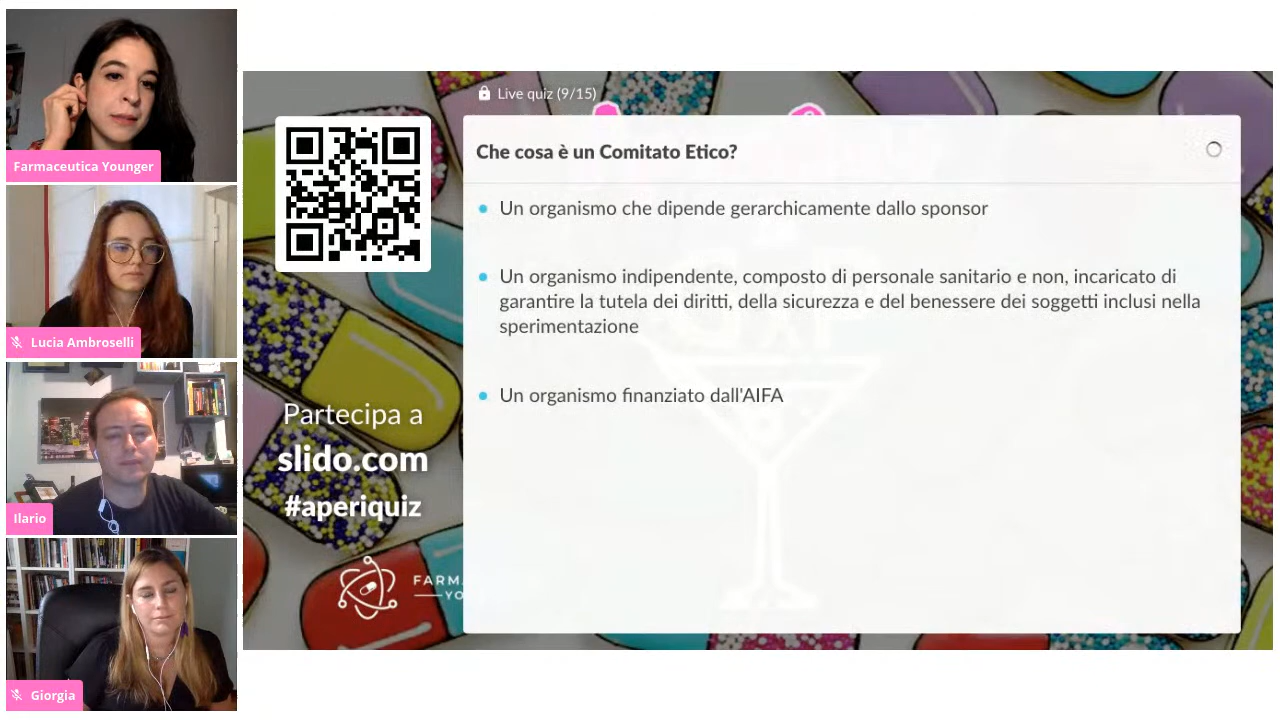 Farmaceutica Younger
Lucia Ambroselli
Ilario
Giorgia
Live quiz (9/15)
Che cosa è un Comitato Etico?
Un organismo che dipende gerarchicamente dallo sponsor
Un organismo indipendente, composto di personale sanitario e non, incaricato di
garantire la tutela dei diritti, della sicurezza e del benessere dei soggetti inclusi nella
sperimentazione
Un organismo finanziato dall'AIFA
Partecipa a
slido.com
#aperiquiz
FARM
YO